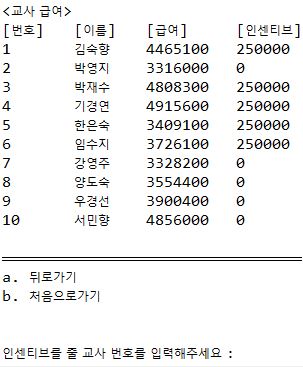 <교사 급여>
[번호] [이름] [급여] [인센티브]
1 김숙향 4465100 250000
2 박영지 3316000 0
3 박재수 4808300 250000
4 기경연 4915600 250000
5 한은숙 3409100 250000
6 임수지 3726100 250000
7 강영주 3328200 0
8 양도숙 3554400 0
9 우경선 3900400 0
10 서민향 4856000 0
a. 뒤로가기
b. 처음으로가기
인센티브를 줄 교사 번호를 입력해주세요 :